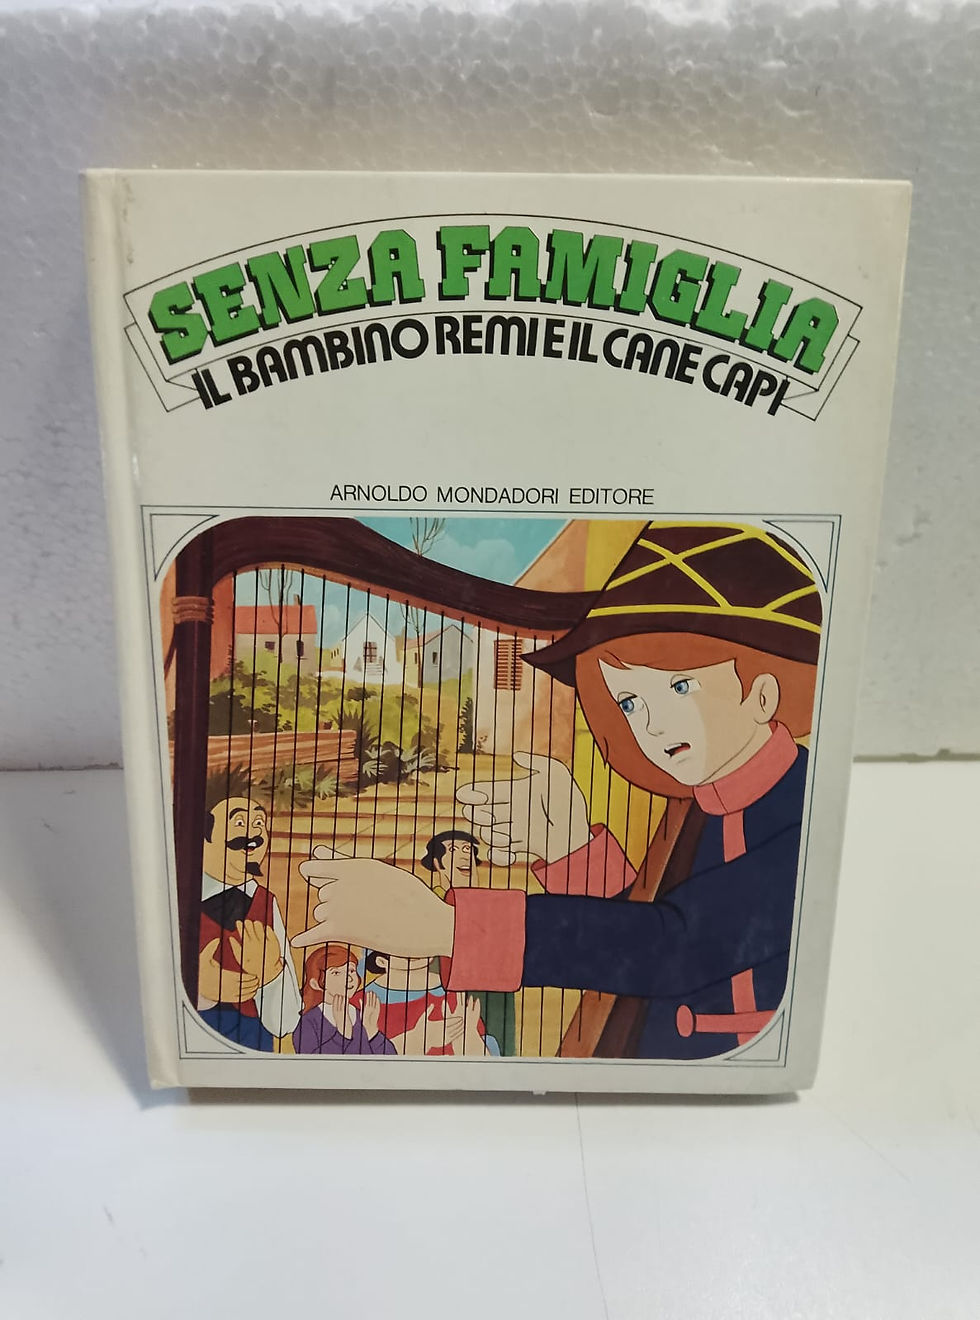 SENZA FAMIGLIA
IL BAMBINO REMI E IL CANE CAPI
ARNOLDO MONDADORI EDITORE